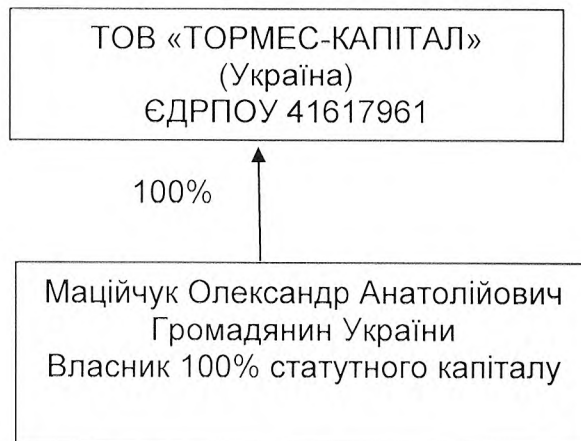 ТОВ «ТОРМЕС-КАПІТАЛ»
(Україна)
ЄДРПОУ 41617961
100%
Маційчук Олександр Анатолійович
Громадянин України
Власник 100% статутного капіталу